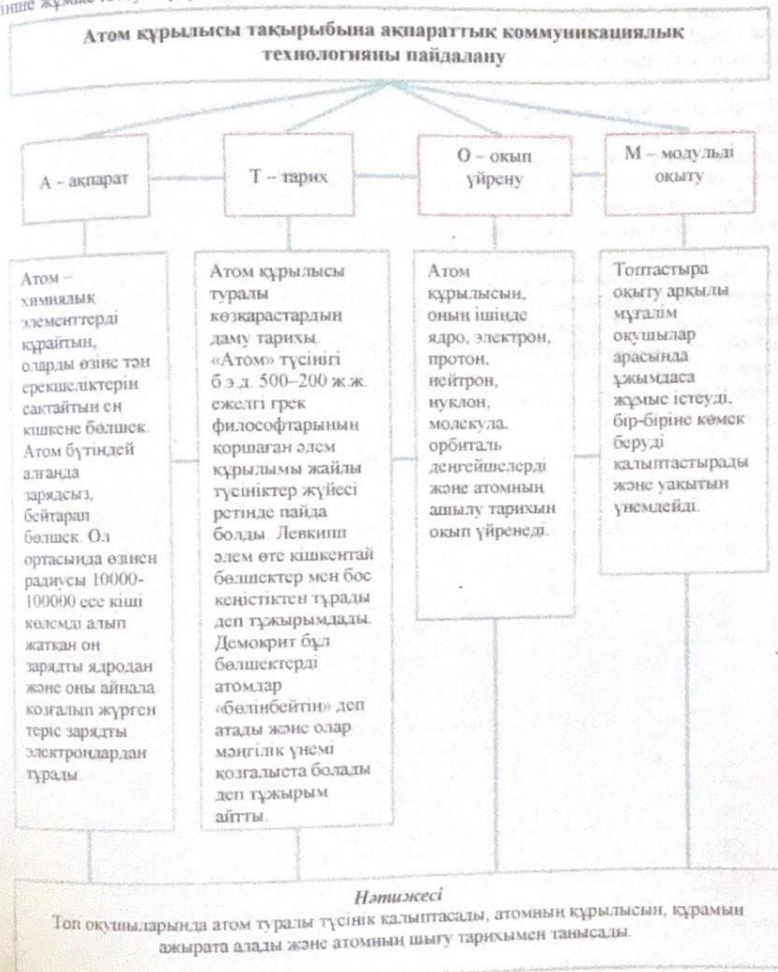 Атом құрылысы тақырыбына ақпараттық коммуникациялық
технологияны пайдалану
А – ақпарат
Т – тарих
О – оқып
үйрену
М – модульді
оқыту
Атом –
химиялық
элементтерді
құрайтын,
оларды өзіне тән
ерекшеліктерін
сақтайтын ең
кішкене бөлшек.
Атом бүтіндей
алғанда
зарядсыз,
бейтарап
бөлшек. Ол
ортасында өзінен
радиусы 10000-
100000 есе кіші
көлемді алып
жатқан оң
зарядты ядродан
және оны айнала
қозғалып жүрген
теріс зарядты
электрондардан
тұрады.
Атом құрылысы
туралы
көзқарастардың
даму тарихы.
«Атом» түсінігі
б.з.д. 500–200 ж.ж.
ежелгі грек
философтарының
қоршаған әлем
құрылымы жайлы
түсініктер жүйесі
ретінде пайда
болды. Левкипп
әлем өте кішкентай
бөлшектер мен бос
кеңістіктен тұрады
деп тұжырымдады.
Демокрит бұл
бөлшектерді
атомдар
«бөлінбейтін» деп
атады және олар
мәңгілік үнемі
қозғалыста болады
деп тұжырым
айтты.
Атом
құрылысын,
оның ішінде
ядро, электрон,
протон,
нейтрон,
нуклон,
молекула,
орбиталь
деңгейшелерді
және атомның
ашылу тарихын
оқып үйренеді.
Топтастыра
оқыту арқылы
мұғалім
оқушылар
арасында
ұжымдаса
жұмыс істеуді,
бір-біріне көмек
беруді
қалыптастырады
және уақытын
үнемдейді.
Нәтижесі
Топ оқушыларында атом туралы түсінік қалыптасады, атомның құрылысын, құрамын
ажырата алады және атомның шығу тарихымен танысады.